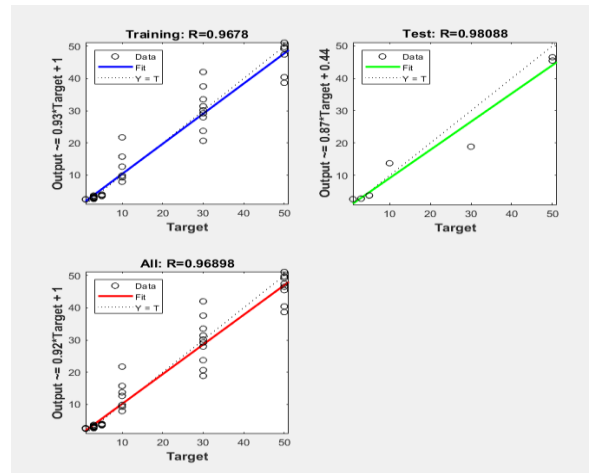 Training: R=0.9678
Output ~= 0.93*Target + 1
50
40
30
20
10
Data
Fit
Y = T
10 20 30 40 50
Target
Test: R=0.98088
Output ~= 0.87*Target + 0.44
50
40
30
20
10
Data
Fit
Y = T
10 20 30 40 50
Target
All: R=0.96898
Output ~= 0.92*Target + 1
50
40
30
20
10
Data
Fit
Y = T
10 20 30 40 50
Target